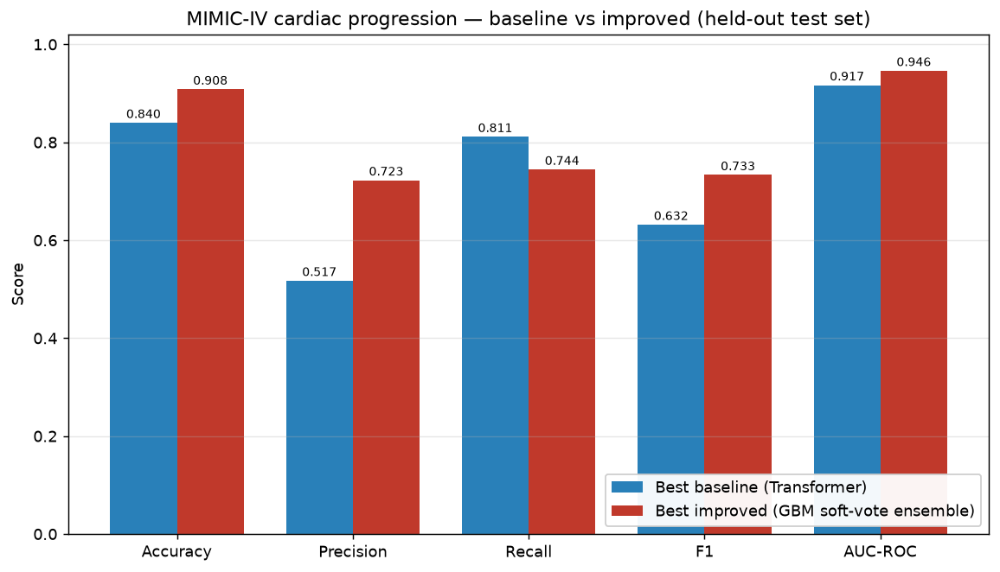 MIMIC-IV cardiac progression — baseline vs improved (held-out test set)
Score
1.0
0.8
0.6
0.4
0.2
0.0
0.840
0.908
0.517
0.723
0.811
0.744
0.632
0.733
0.917
0.946
Accuracy
Precision
Recall
F1
AUC-ROC
Best baseline (Transformer)
Best improved (GBM soft-vote ensemble)